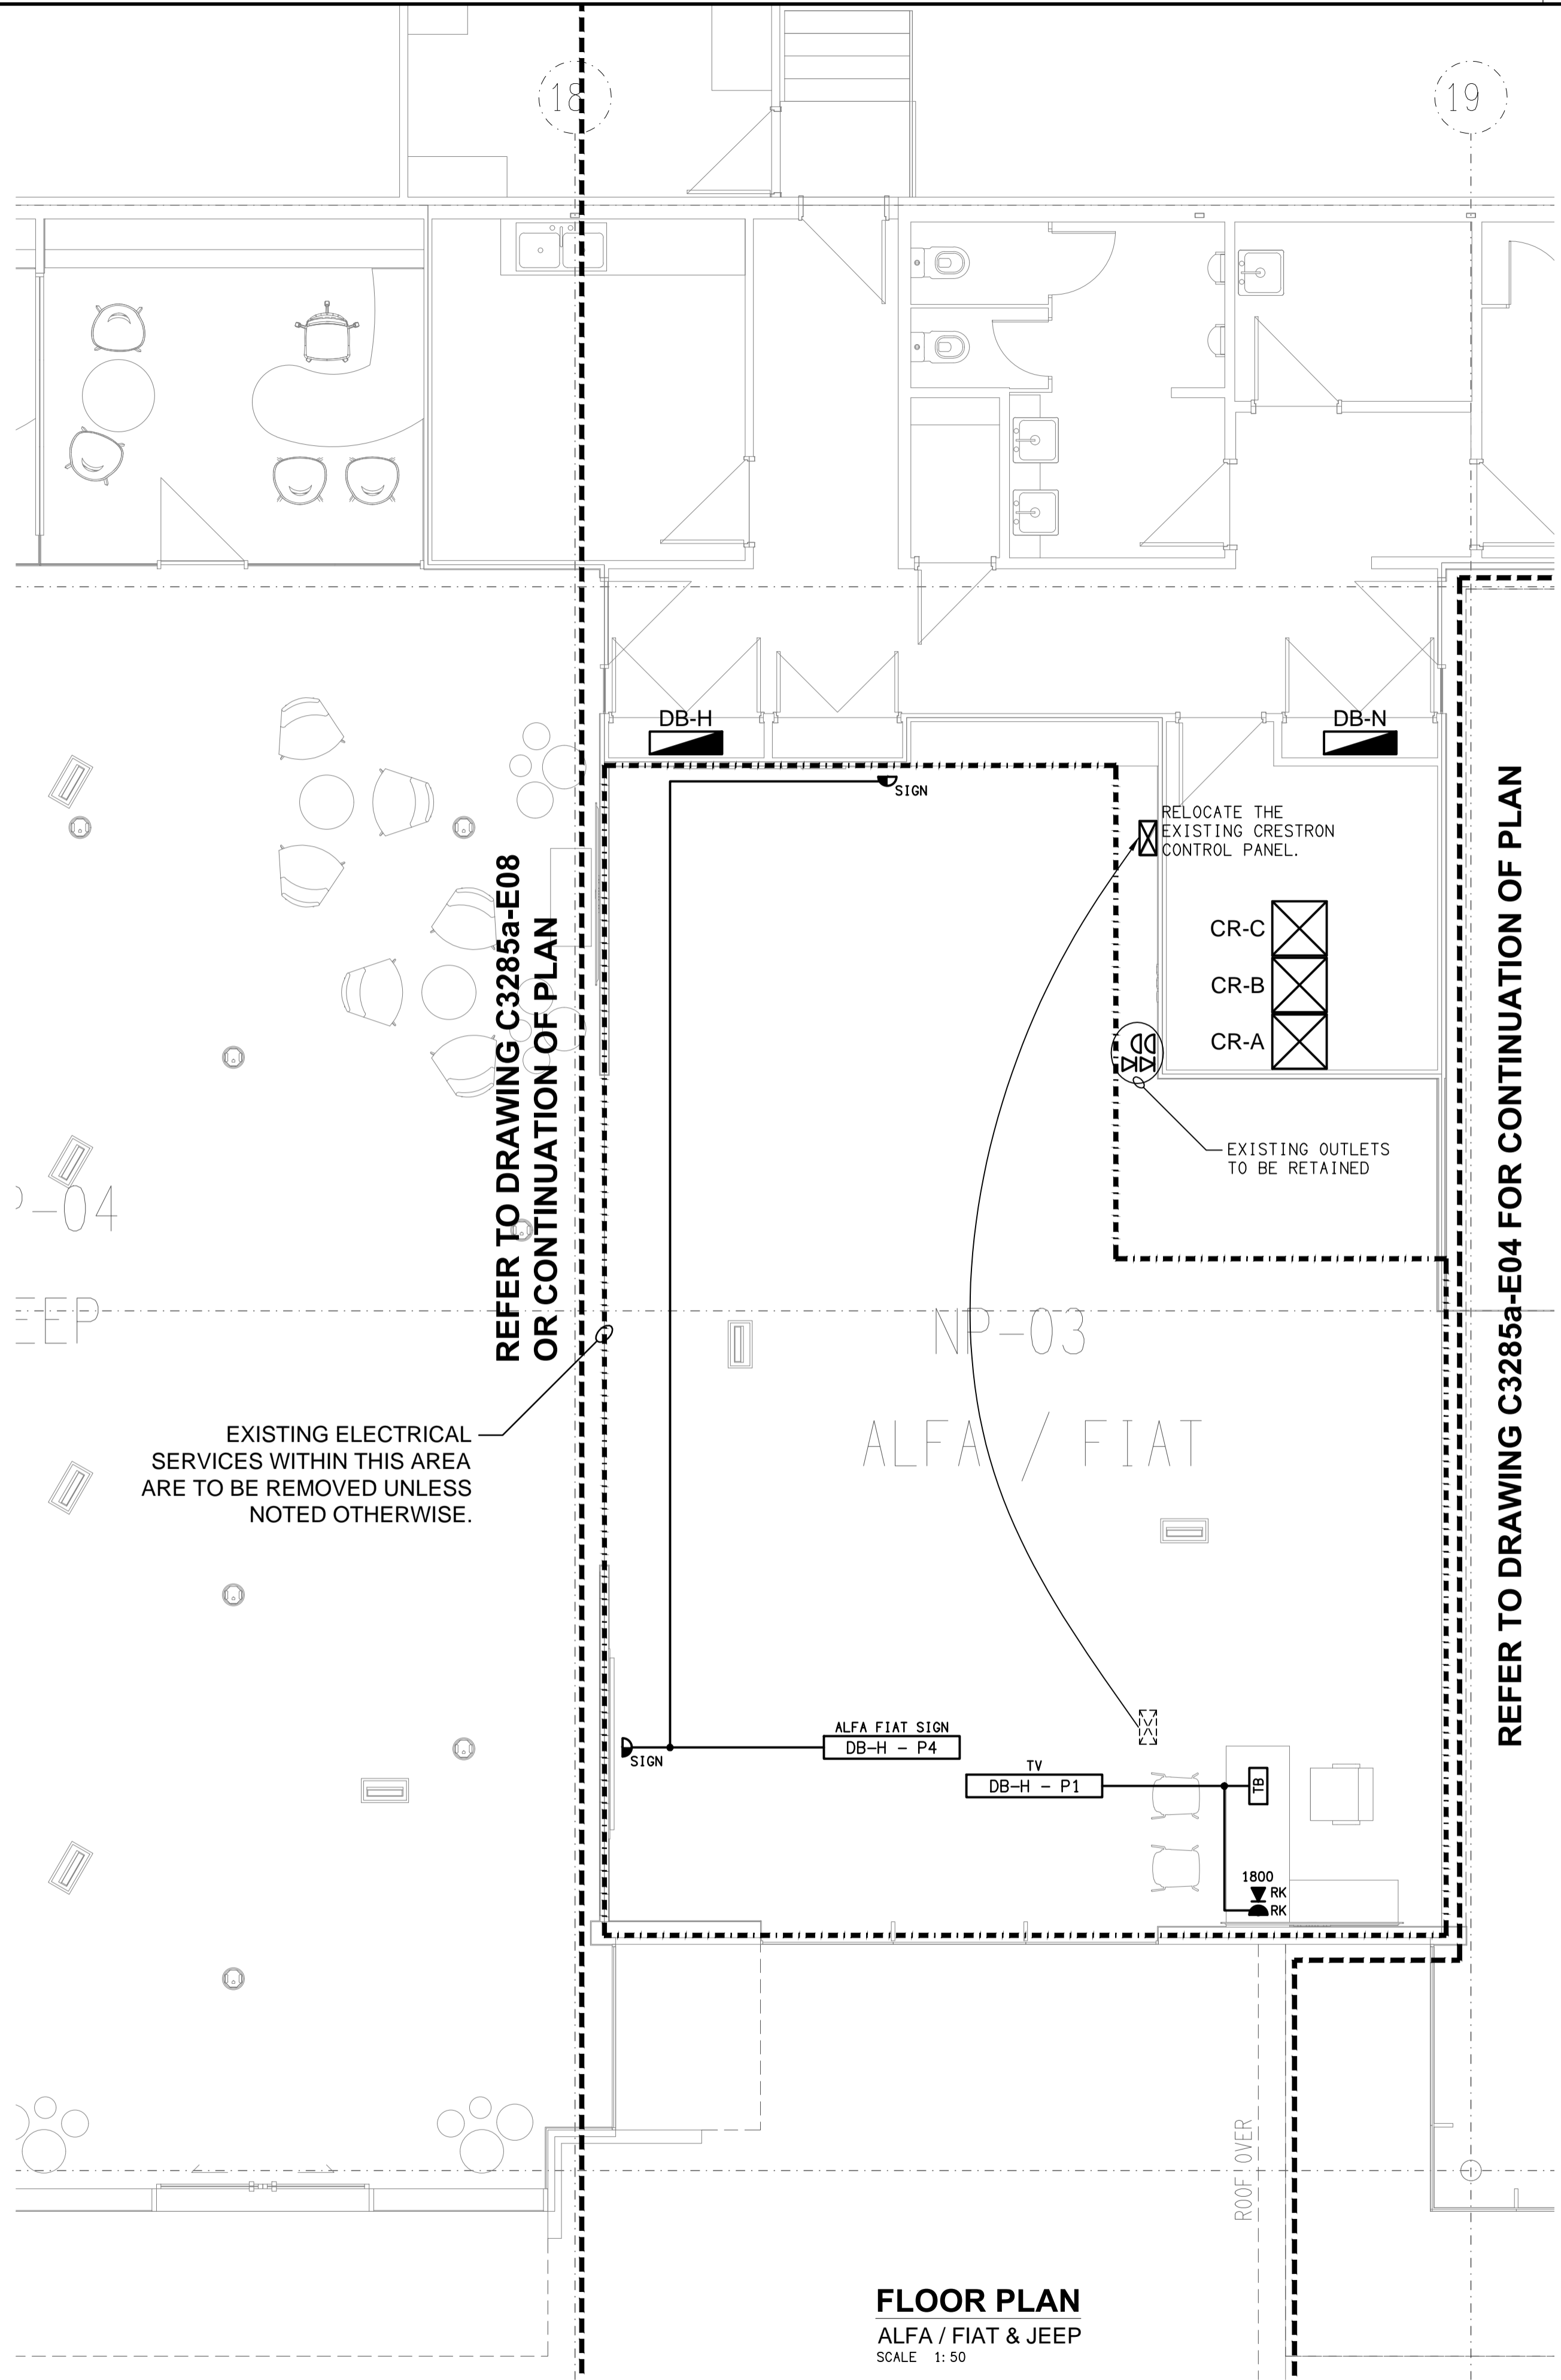 18
19
DB-H
DB-N
SIGN
RELOCATE THE
EXISTING CRESTRON
CONTROL PANEL.
REFER TO DRAWING C3285a-E08
OR CONTINUATION OF PLAN
REFER TO DRAWING C3285a-E04 FOR CONTINUATION OF PLAN
CR-C
CR-B
CR-A
EXISTING OUTLETS
TO BE RETAINED
P-04
EEP
NP-03
ALFA / FIAT
EXISTING ELECTRICAL
SERVICES WITHIN THIS AREA
ARE TO BE REMOVED UNLESS
NOTED OTHERWISE.
SIGN
ALFA FIAT SIGN
DB-H - P4
TV
DB-H - P1
TB
1800
RK
RK
ROOF OVER
FLOOR PLAN
ALFA / FIAT & JEEP
SCALE 1:50